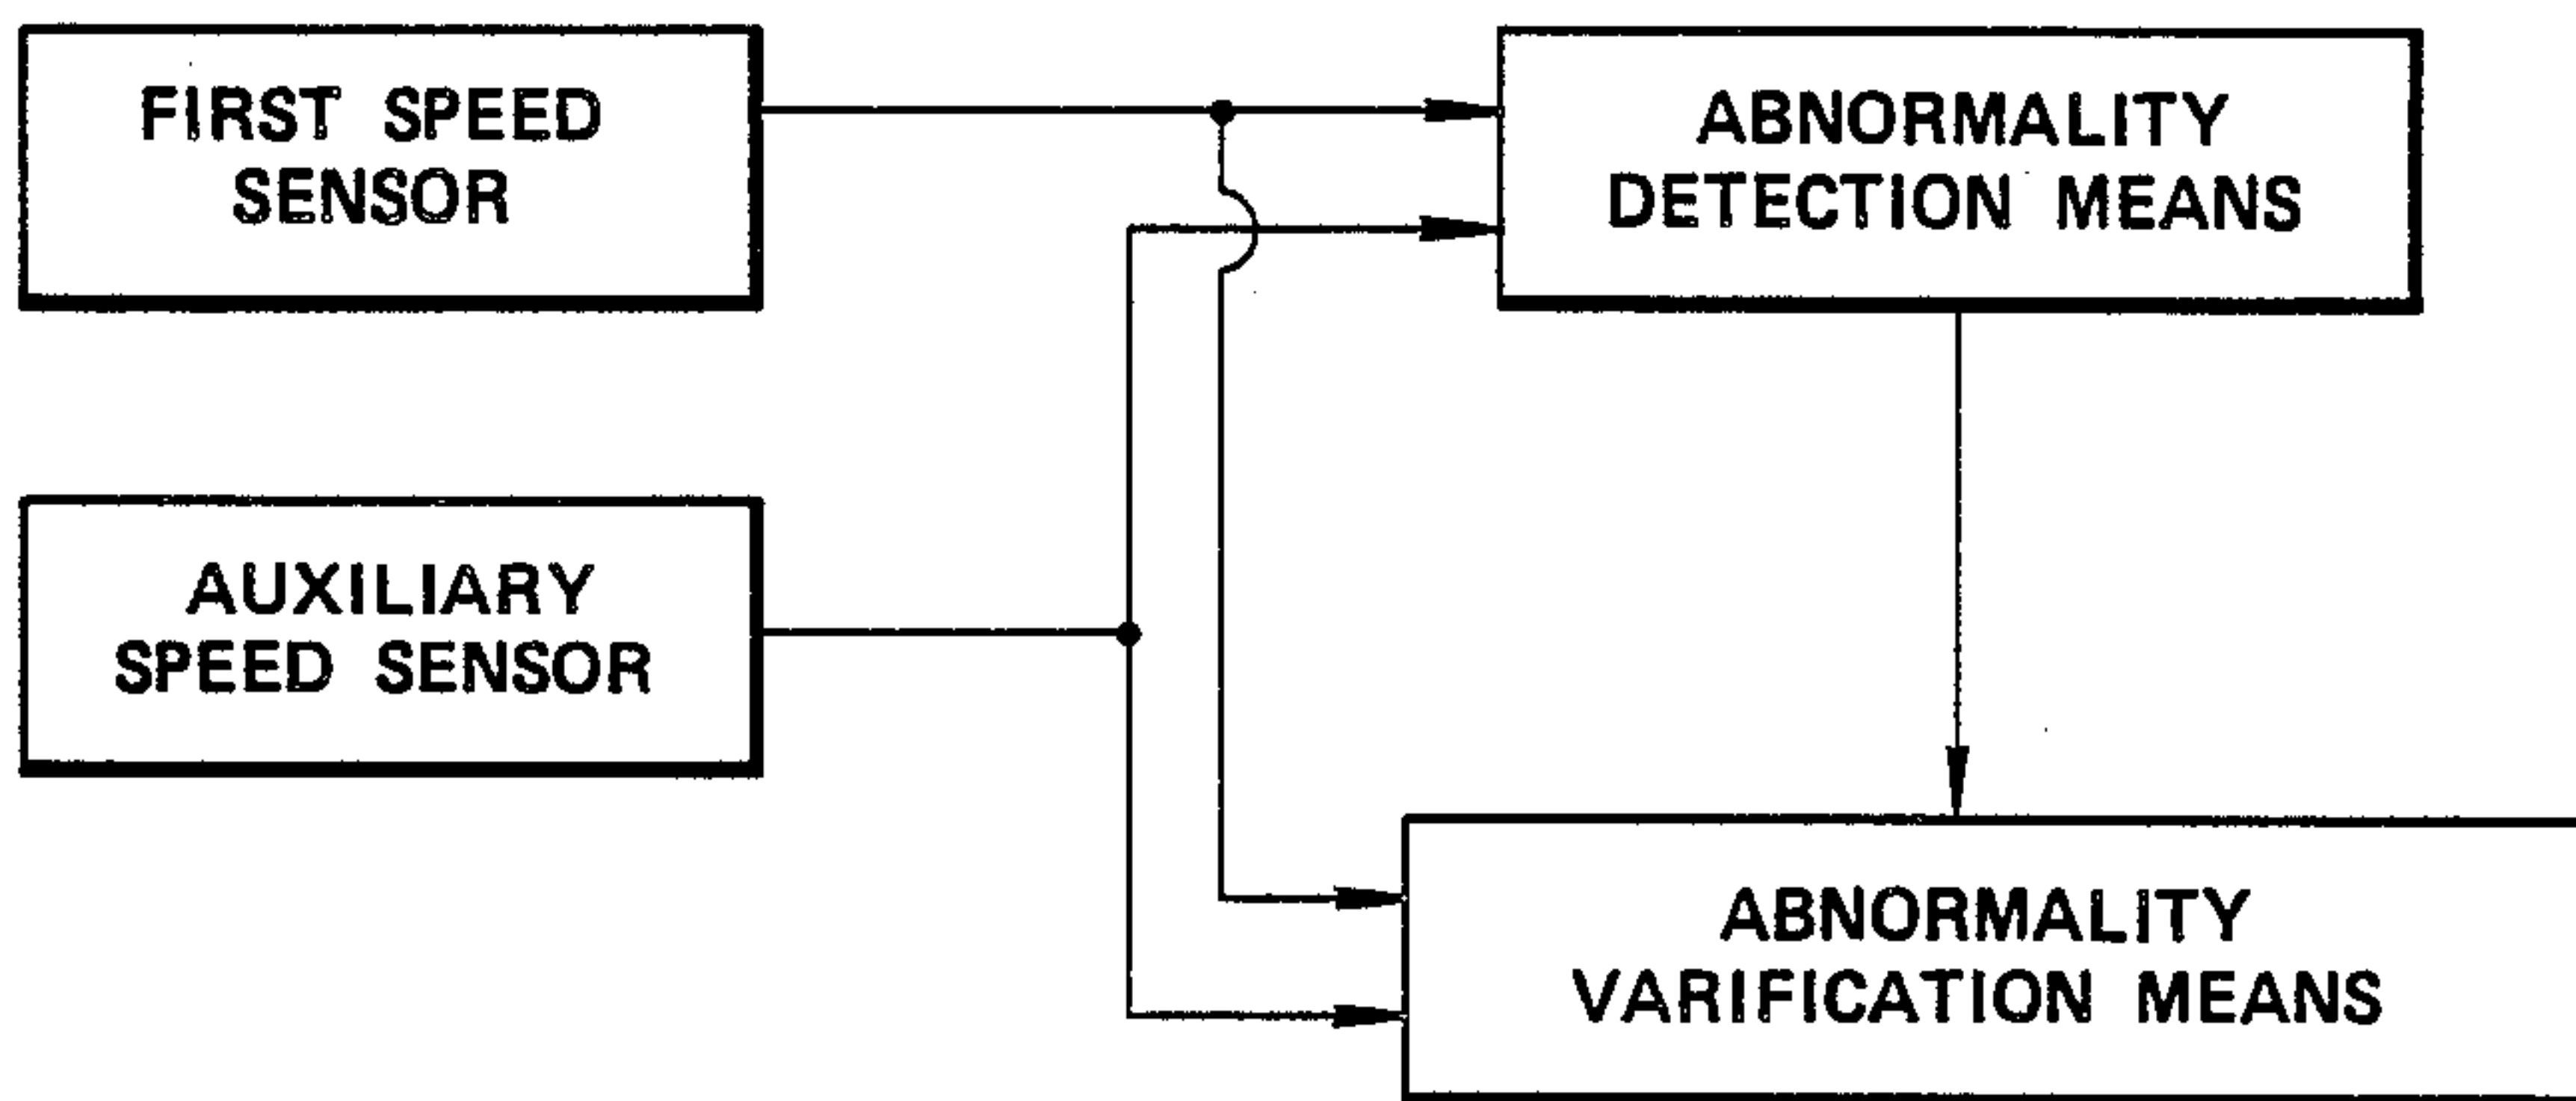 FIRST SPEED
SENSOR
ABNORMALITY
DETECTION MEANS
AUXILIARY
SPEED SENSOR
ABNORMALITY
VARIFICATION MEANS